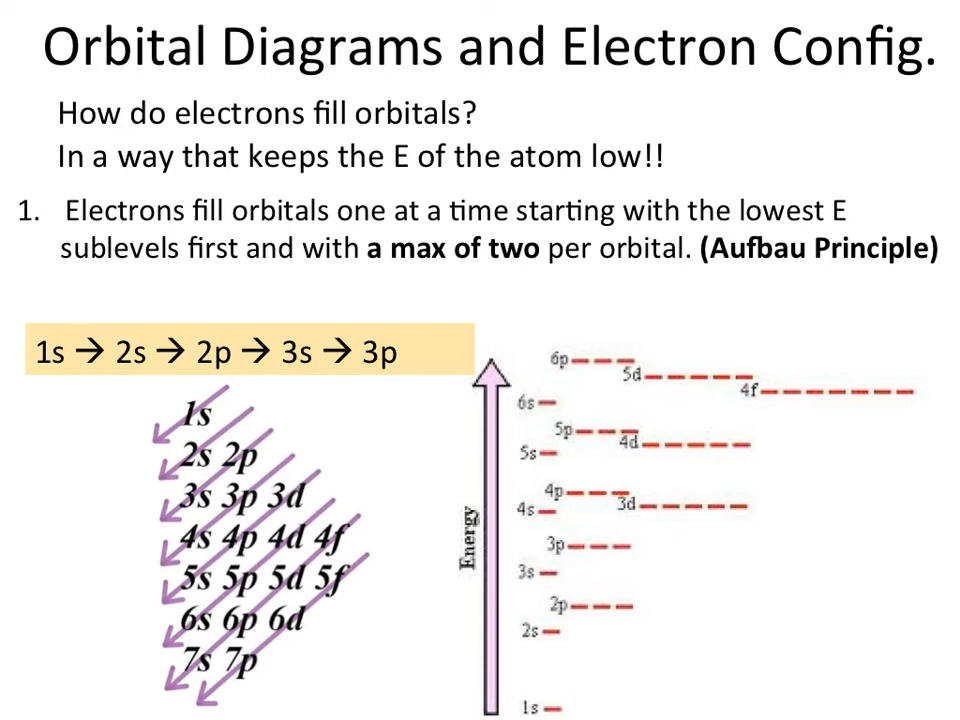 Orbital Diagrams and Electron Config.
How do electrons fill orbitals?
In a way that keeps the E of the atom low!!
1. Electrons fill orbitals one at a time starting with the lowest E
sublevels first and with a max of two per orbital. (Aufbau Principle)
1s → 2s → 2p → 3s → 3p
1s
2s 2p
3s 3p 3d
4s 4p 4d 4f
5s 5p 5d 5f
6s 6p 6d
7s 7p
Energy
6p
5d
4f
6s
5p
4d
5s
4p
3d
4s
3p
3s
2p
2s
1s